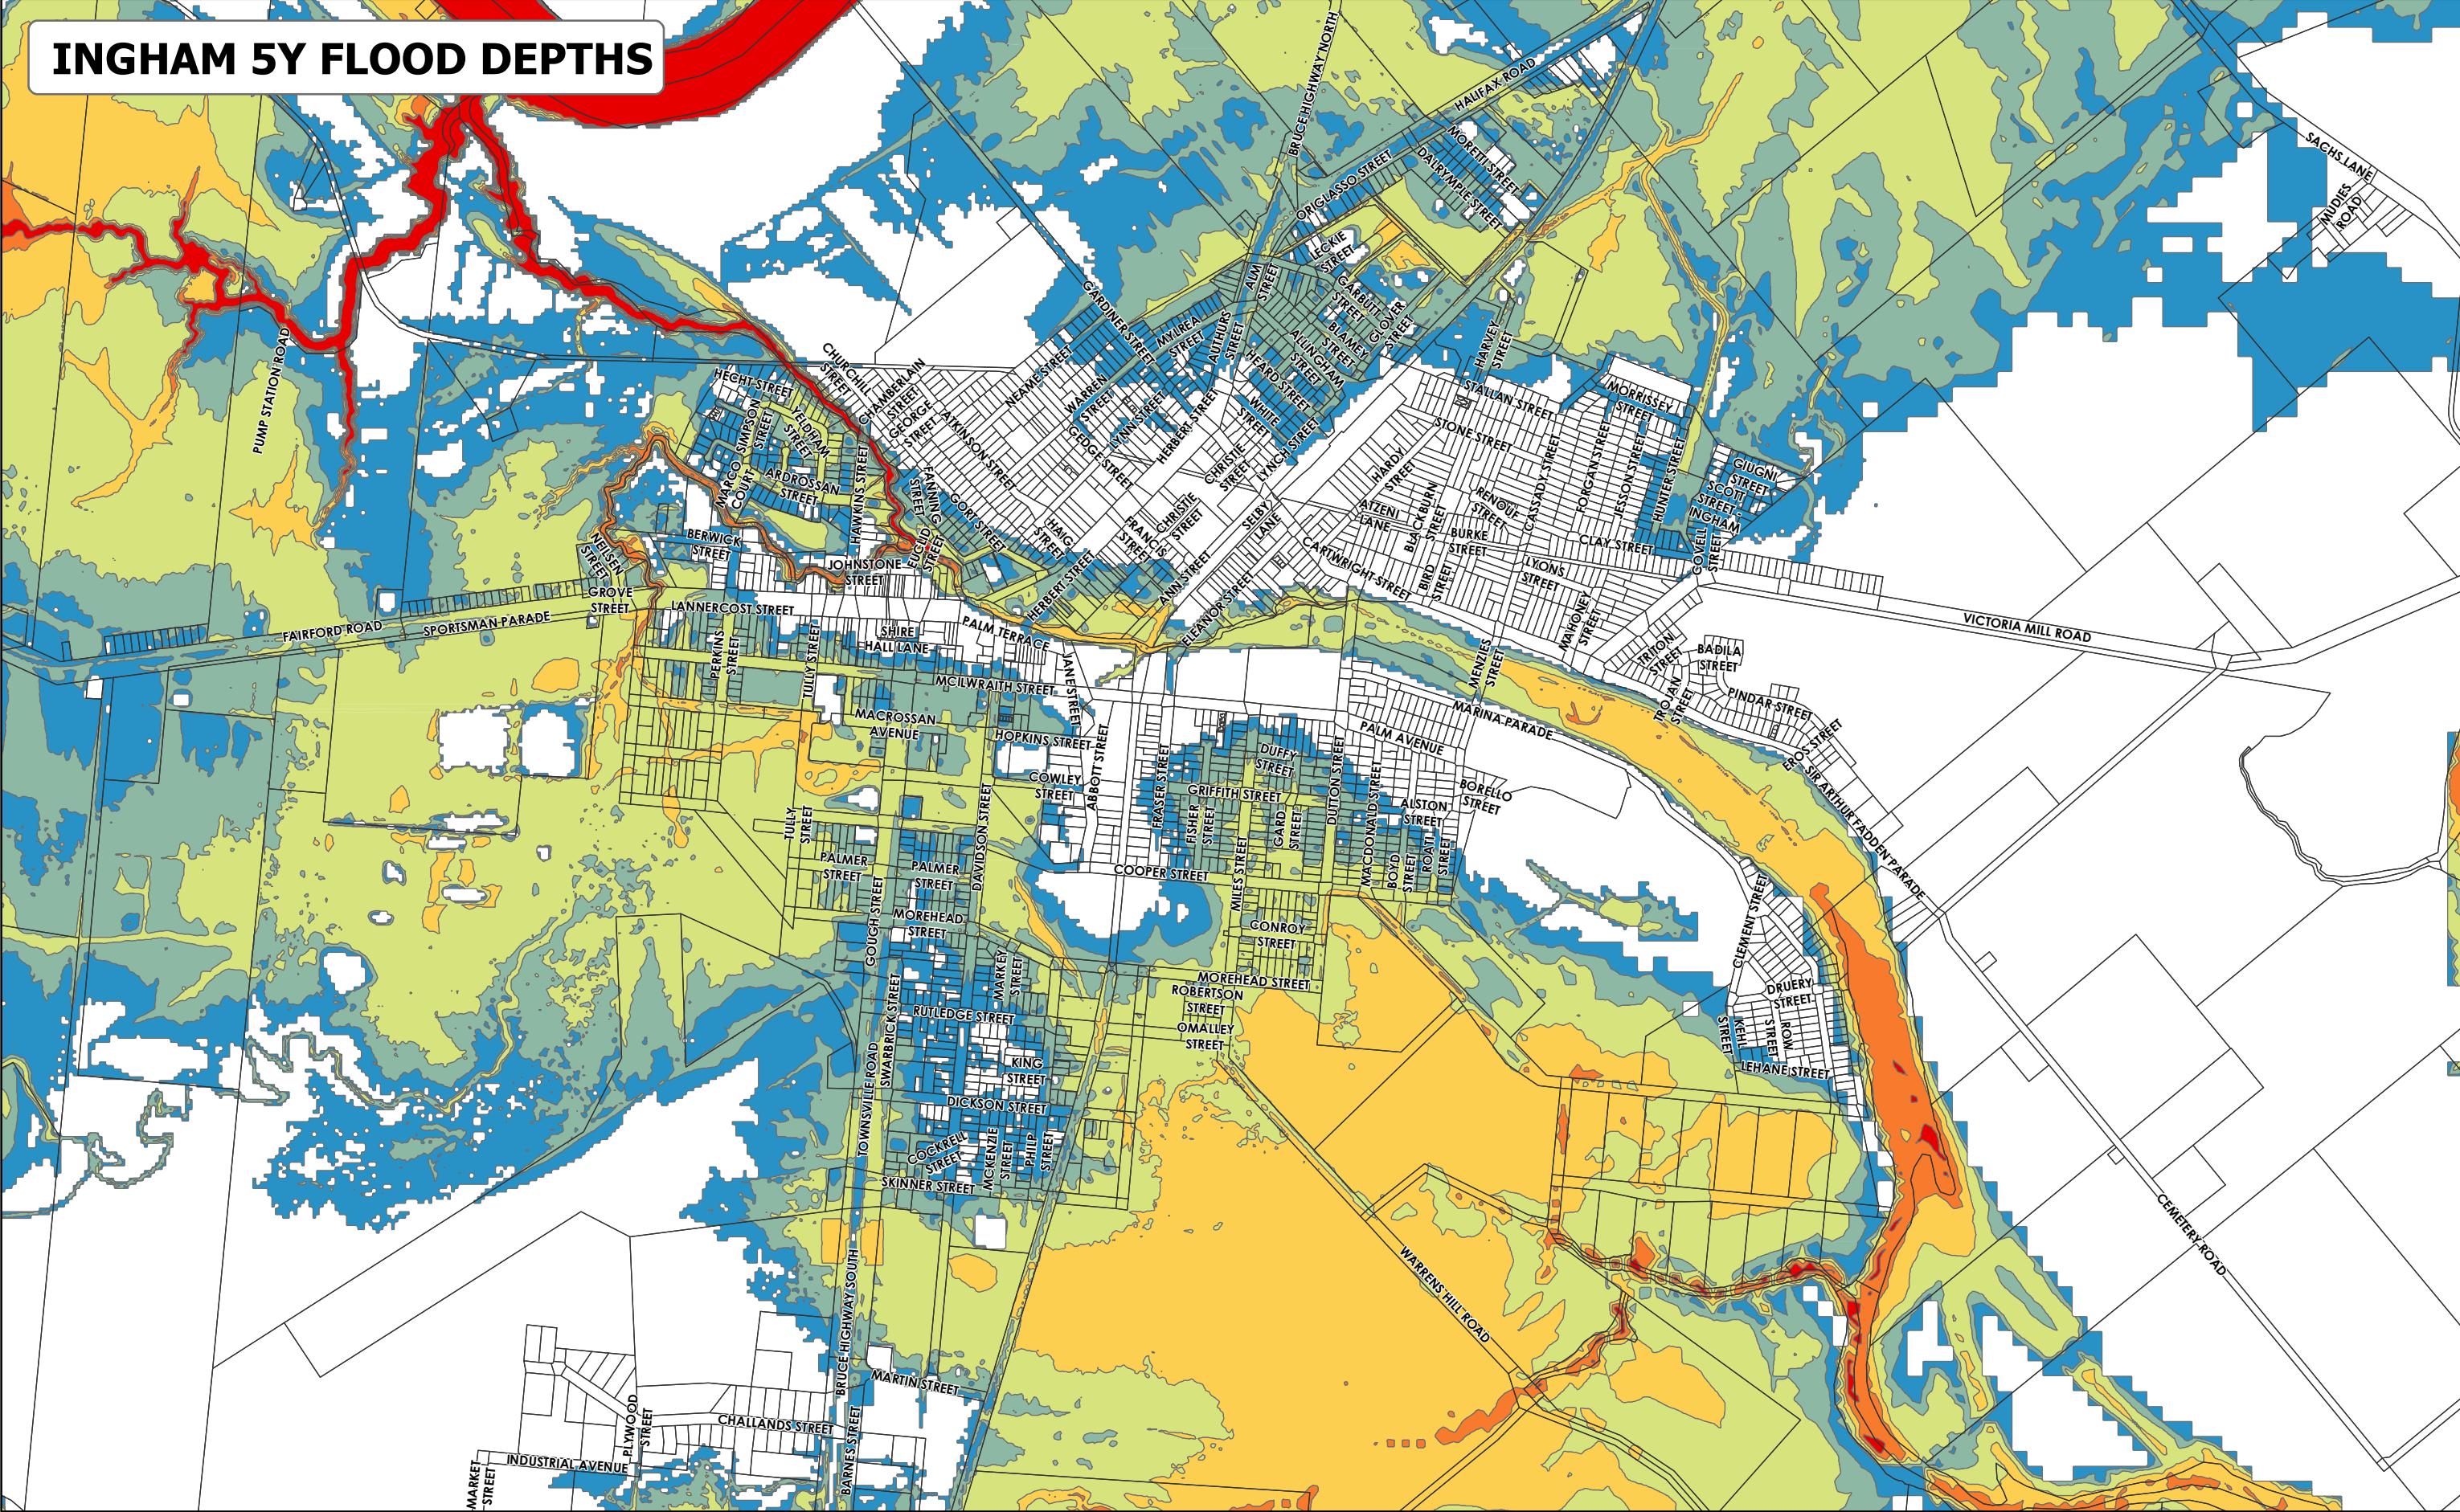 INGHAM 5Y FLOOD DEPTHS
BRUCE HIGHWAY NORTH
HALIFAX ROAD
MORETTI STREET
DALRYMPLE STREET
ORIGLASSO STREET
SACHS LANE
MUDIES
ROAD
LECKIE
STREET
ALM
STREET
GARBUTT
STREET
GLOVER
STREET
BLAMEY
STREET
ALLINGHAM
STREET
GARDINER STREET
MYLREA
STREET
AUTHURS
STREET
HEARD STREET
HARVEY
STREET
PUMP STATION ROAD
CHURCHILL
STREET
CHAMBERLAIN
STREET
GEORGE
STREET
NEAME STREET
WARREN
STREET
LYNN STREET
HERBERT STREET
WHITE
STREET
LYNCH STREET
STALLAN STREET
MORRISSEY
STREET
HECHT STREET
SIMPSON
STREET
YELDHAM
STREET
MARCO
COURT
ARDROSSAN
STREET
HAWKINS STREET
ATKINSON STREET
GEDGE STREET
CHRISTIE
STREET
STONE STREET
HARDY
STREET
CASSADY STREET
FORGAN STREET
JESSON STREET
HUNTER STREET
GIUGNI
STREET
SCOTT
STREET
INGHAM
FANNING
STREET
GORT STREET
HAIG
STREET
FRANCIS
STREET
CHRISTIE
STREET
SELBY
LANE
ATZENI
LANE
BLACKBURN
STREET
RENOUF
STREET
BURKE
STREET
CLAY STREET
COVELL
STREET
NEILSEN
STREET
BERWICK
STREET
JOHNSTONE
STREET
EUCLID
STREET
HERBERT STREET
ANN STREET
ELEANOR STREET
CARTWRIGHT STREET
BIRD
STREET
LYONS
STREET
MAHONEY
STREET
GROVE
STREET
LANNERCOST STREET
FAIRFORD ROAD
SPORTSMAN PARADE
PERKINS
STREET
TULLY STREET
SHIRE
HALL LANE
PALM TERRACE
JANE STREET
MCILWRAITH STREET
MENZIES
STREET
TRITON
STREET
BADILA
STREET
VICTORIA MILL ROAD
TROJAN
STREET
PINDAR STREET
EROS STREET
MACROSSAN
AVENUE
HOPKINS STREET
ABBOTT STREET
MARINA PARADE
PALM AVENUE
COWLEY
STREET
FRASER STREET
DUFFY
STREET
GRIFFITH STREET
FISHER
STREET
GARD
STREET
DUTTON STREET
MACDONALD STREET
ALSTON
STREET
BORELLO
STREET
BOYD
STREET
ROATI
STREET
SIR ARTHUR FADDEN PARADE
TULLY
STREET
PALMER
STREET
PALMER
STREET
DAVIDSON STREET
COOPER STREET
MILES STREET
GOUGH STREET
MOREHEAD
STREET
CONROY
STREET
CLEMENT STREET
MARKEY
STREET
MOREHEAD STREET
ROBERTSON
STREET
OMALLEY
STREET
DRUERY
STREET
SWARBRICK STREET
RUTLEDGE STREET
KING
STREET
KEHL
STREET
ROW
STREET
LEHANE STREET
TOWNSVILLE ROAD
DICKSON STREET
COCKRELL
STREET
MCKENZIE
STREET
PHILP
STREET
SKINNER STREET
BRUCE HIGHWAY SOUTH
WARRENS HILL ROAD
CEMETERY ROAD
MARTIN STREET
PLYWOOD
STREET
CHALLANDS STREET
BARNES STREET
INDUSTRIAL AVENUE
MARKET
STREET